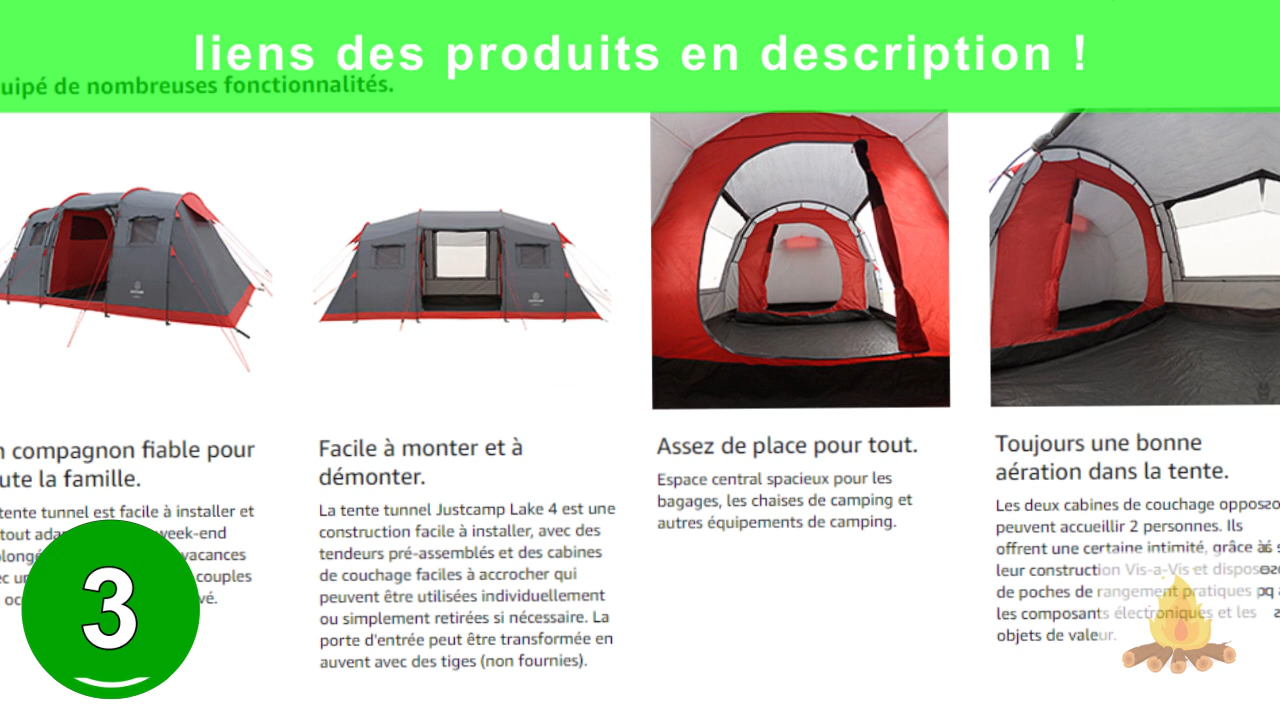 liens des produits en description !
uipé de nombreuses fonctionnalités.
compagnon fiable pour
ute la famille.
tente tunnel est facile à installer et
tout week-end
vacances
couples
vé.
Facile à monter et à
démonter.
La tente tunnel Justcamp Lake 4 est une
construction facile à installer, avec des
tendeurs pré-assemblés et des cabines
de couchage faciles à accrocher qui
peuvent être utilisées individuellement
ou simplement retirées si nécessaire. La
porte d'entrée peut être transformée en
auvent avec des tiges (non fournies).
Assez de place pour tout.
Espace central spacieux pour les
bagages, les chaises de camping et
autres équipements de camping.
Toujours une bonne
aération dans la tente.
Les deux cabines de couchage
peuvent accueillir 2 personnes. Ils
offrent une certaine intimité, grâce à
leur construction Vis-a-Vis et
de poches de rangement pratiques
les composants électroniques et les
objets de valeur.
3